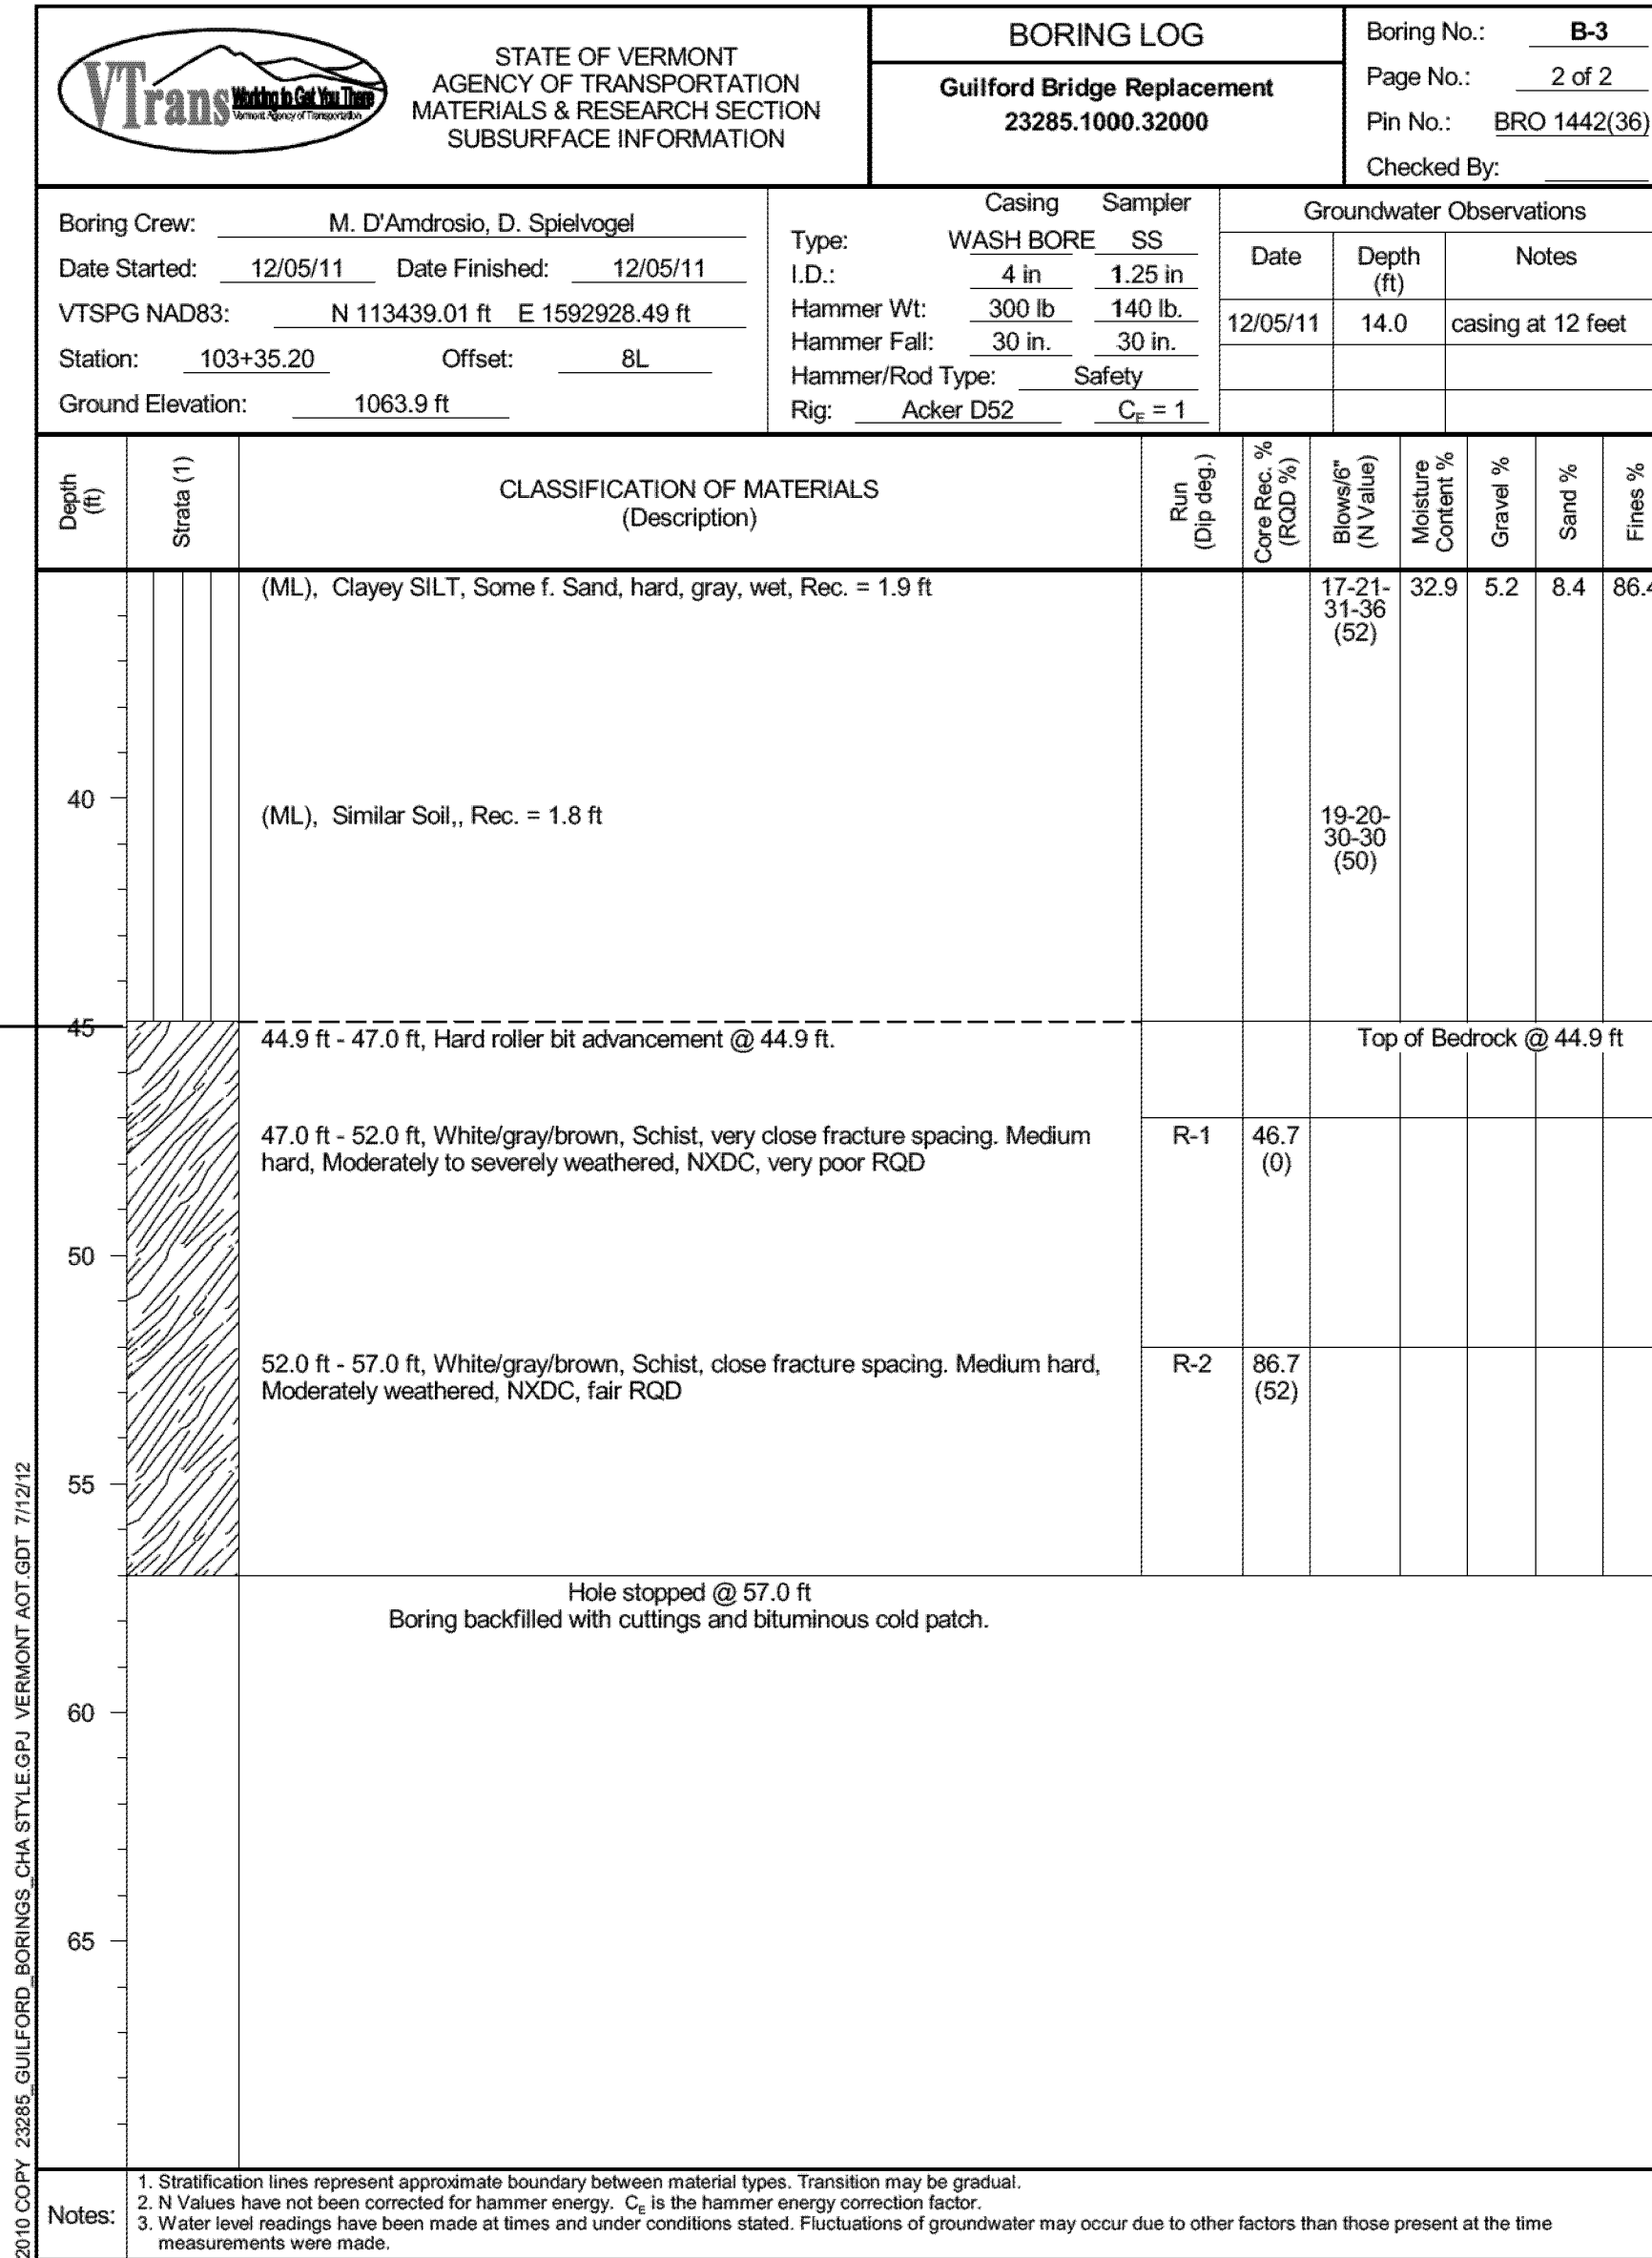 VTrans Working to Get You There
Vermont Agency of Transportation
STATE OF VERMONT
AGENCY OF TRANSPORTATION
MATERIALS & RESEARCH SECTION
SUBSURFACE INFORMATION
BORING LOG
Guilford Bridge Replacement
23285.1000.32000
Boring No.: B-3
Page No.: 2 of 2
Pin No.: BRO 1442(36)
Checked By:
Boring Crew: M. D'Amdrosio, D. Spielvogel
Date Started: 12/05/11 Date Finished: 12/05/11
VTSPG NAD83: N 113439.01 ft E 1592928.49 ft
Station: 103+35.20 Offset: 8L
Ground Elevation: 1063.9 ft
Casing Sampler
Type: WASH BORE SS
I.D.: 4 in 1.25 in
Hammer Wt: 300 lb 140 lb.
Hammer Fall: 30 in. 30 in.
Hammer/Rod Type: Safety
Rig: Acker D52 CE = 1
Groundwater Observations
Date Depth (ft) Notes
12/05/11 14.0 casing at 12 feet
Depth
(ft)
Strata (1)
CLASSIFICATION OF MATERIALS
(Description)
Run
(Dip deg.)
Core Rec. %
(RQD %)
Blows/6"
(N Value)
Moisture
Content %
Gravel %
Sand %
Fines %
(ML), Clayey SILT, Some f. Sand, hard, gray, wet, Rec. = 1.9 ft 17-21- 32.9 5.2 8.4 86.4
31-36
(52)
40
(ML), Similar Soil,, Rec. = 1.8 ft 19-20-
30-30
(50)
45
44.9 ft - 47.0 ft, Hard roller bit advancement @ 44.9 ft. Top of Bedrock @ 44.9 ft
47.0 ft - 52.0 ft, White/gray/brown, Schist, very close fracture spacing. Medium R-1 46.7
hard, Moderately to severely weathered, NXDC, very poor RQD (0)
50
52.0 ft - 57.0 ft, White/gray/brown, Schist, close fracture spacing. Medium hard, R-2 86.7
Moderately weathered, NXDC, fair RQD (52)
55
Hole stopped @ 57.0 ft
Boring backfilled with cuttings and bituminous cold patch.
60
65
2010 COPY 23285_GUILFORD_BORINGS_CHA STYLE.GPJ VERMONT AOT.GDT 7/12/12
Notes:
1. Stratification lines represent approximate boundary between material types. Transition may be gradual.
2. N Values have not been corrected for hammer energy. CE is the hammer energy correction factor.
3. Water level readings have been made at times and under conditions stated. Fluctuations of groundwater may occur due to other factors than those present at the time
measurements were made.